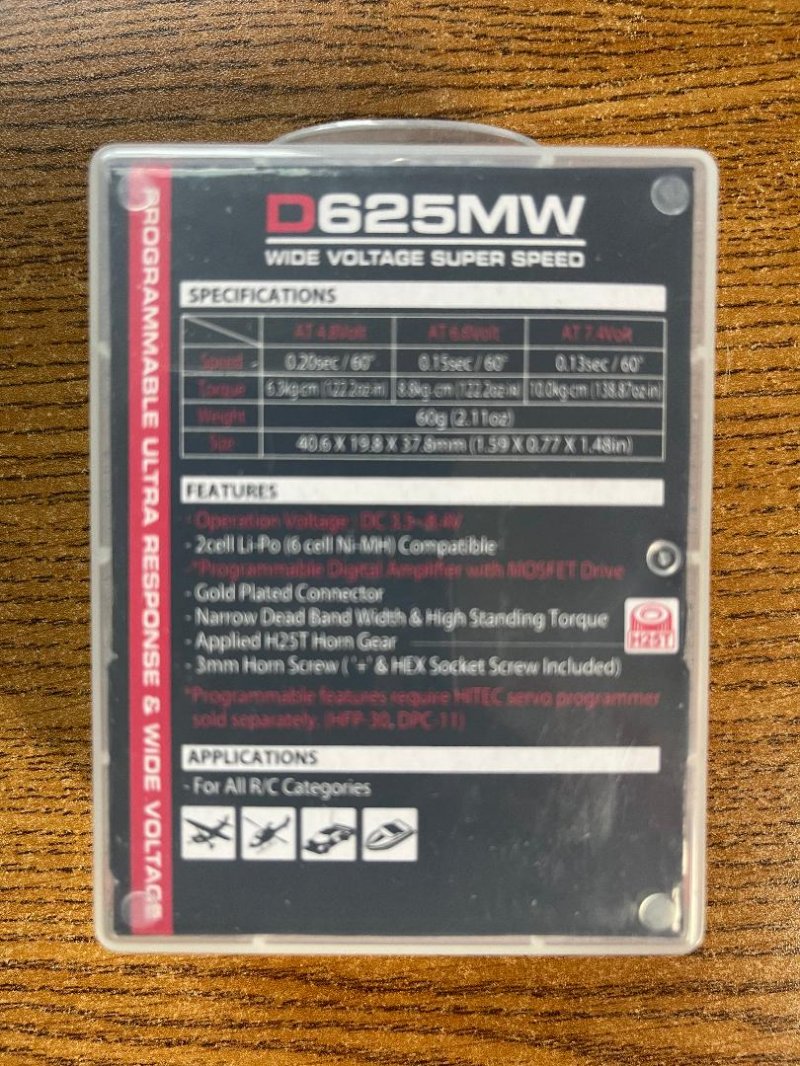 PROGRAMMABLE ULTRA RESPONSE & WIDE VOLTAGE
D625MW
WIDE VOLTAGE SUPER SPEED
SPECIFICATIONS
AT 4.8Volt AT 6.0Volt AT 7.4Volt
Speed 0.20sec / 60° 0.15sec / 60° 0.13sec / 60°
Torque 6.3kg·cm (122.2oz·in) 8.8kg·cm (122.2oz·in) 10.0kg·cm (138.87oz·in)
Weight 60g (2.11oz)
Size 40.6 X 19.8 X 37.8mm (1.59 X 0.77 X 1.48in)
FEATURES
- Operation Voltage : DC 3.3~8.4V
- 2cell Li-Po (6 cell Ni-MH) Compatible
- *Programmable Digital Amplifier with MOSFET Drive
- Gold Plated Connector
- Narrow Dead Band Width & High Standing Torque
- Applied H25T Horn Gear
- 3mm Horn Screw ( '+' & HEX Socket Screw Included)
H25T
*Programmable features require HITEC servo programmer
sold separately. (HFP-30, DPC-11)
APPLICATIONS
- For All R/C Categories